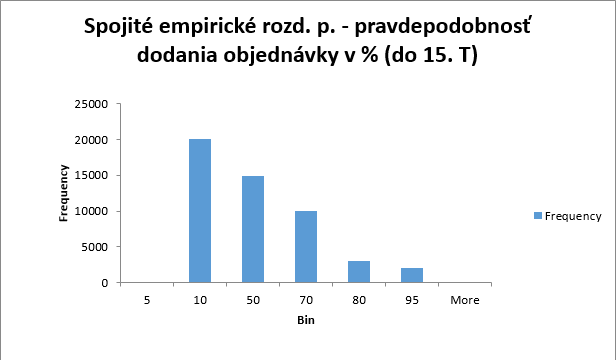 Spojité empirické rozd. p. - pravdepodobnosť
dodania objednávky v % (do 15. T)
25000
20000
15000
10000
5000
0
Frequency
5 10 50 70 80 95 More
Bin
Frequency